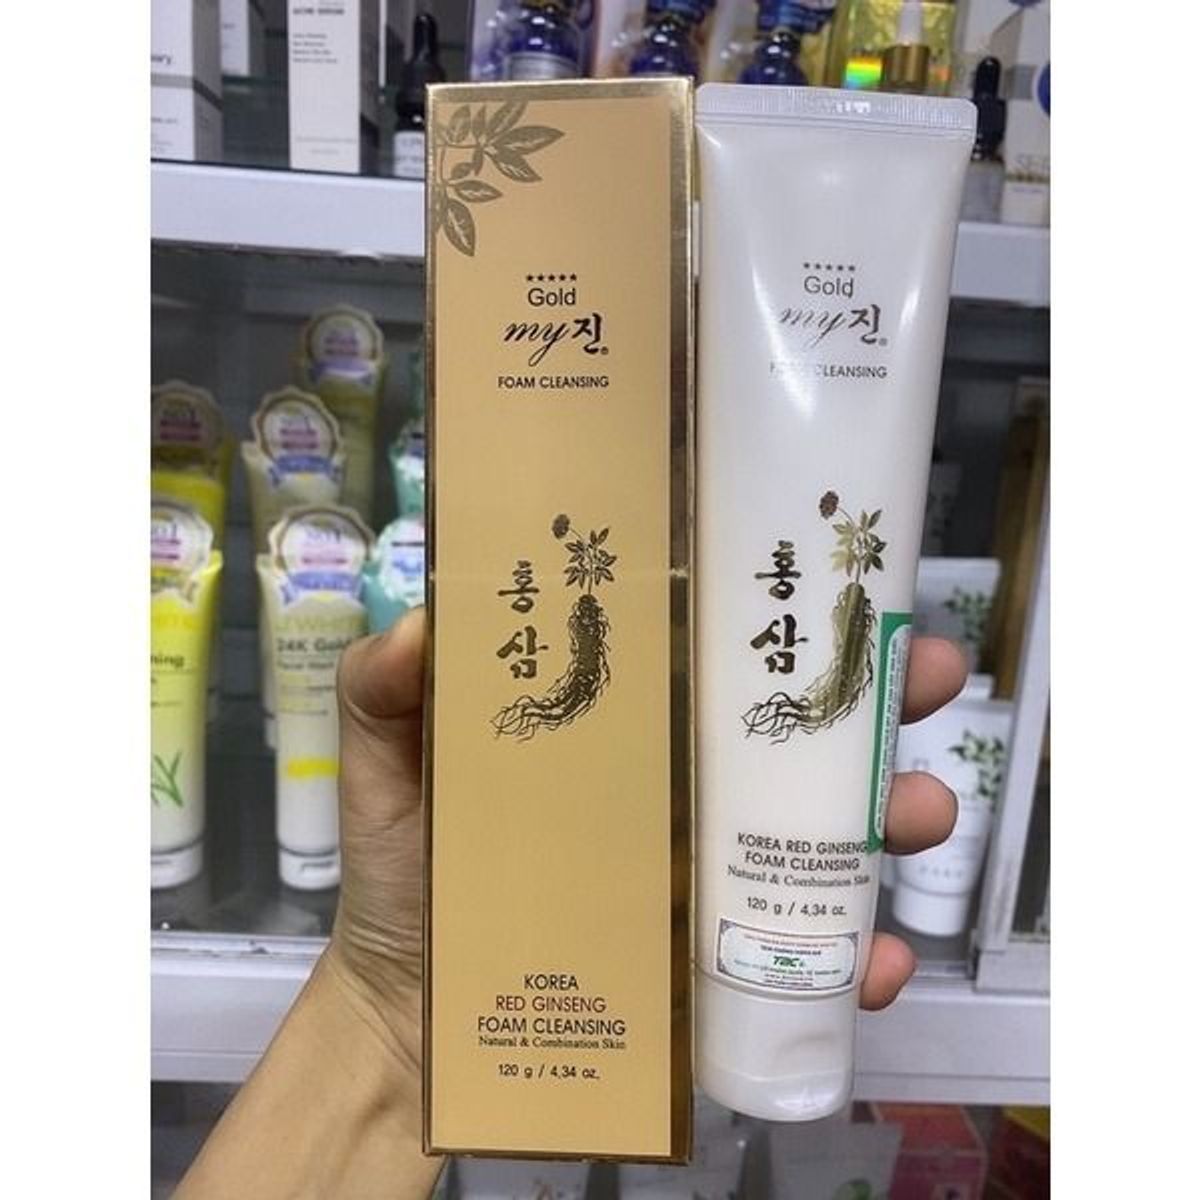 ★★★★★
Gold
my진®
FOAM CLEANSING
홍
삼
KOREA
RED GINSENG
FOAM CLEANSING
Natural & Combination Skin
120 g / 4,34 oz.
★★★★★
Gold
my진®
FOAM CLEANSING
홍
삼
KOREA RED GINSENG
FOAM CLEANSING
Natural & Combination Skin
120 g / 4,34 oz.
24K Gold